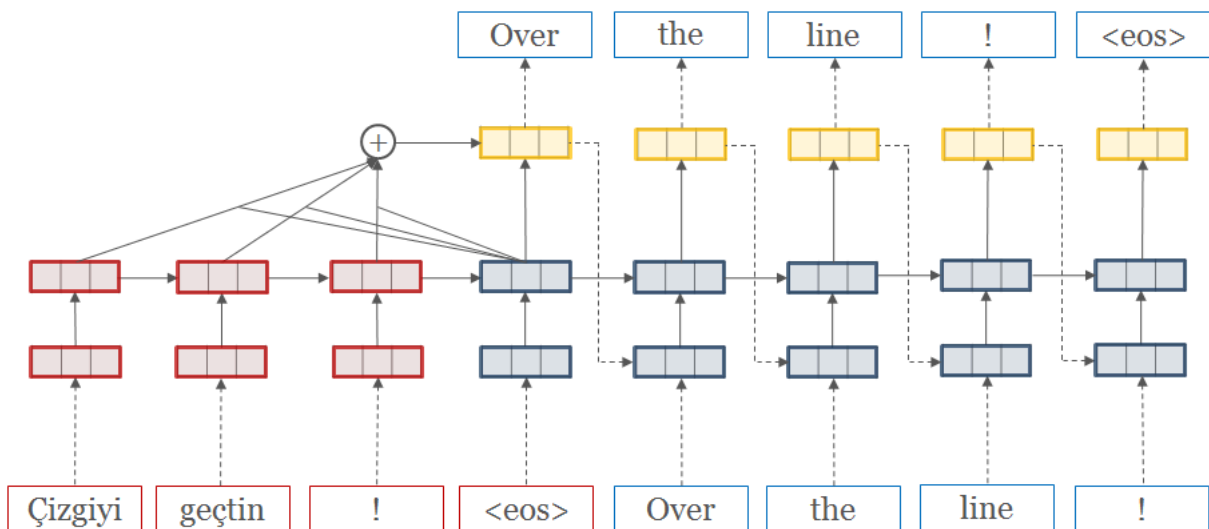 Over the line ! <eos>
+
Çizgiyi geçtin ! <eos> Over the line !